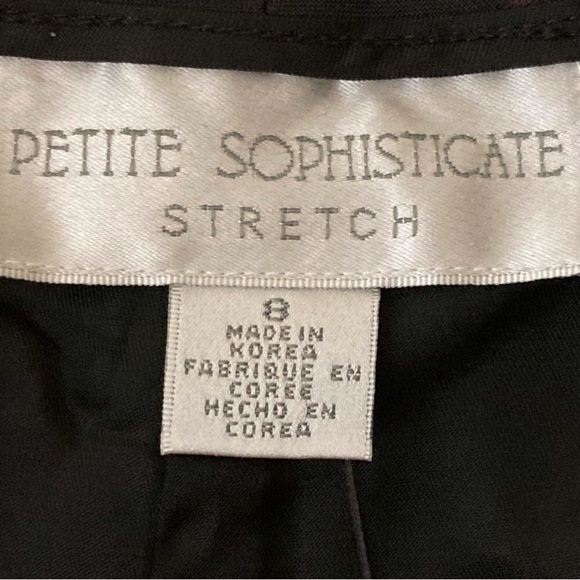 PETITE SOPHISTICATE
STRETCH
8
MADE IN
KOREA
FABRIQUE EN
COREE
HECHO EN
COREA